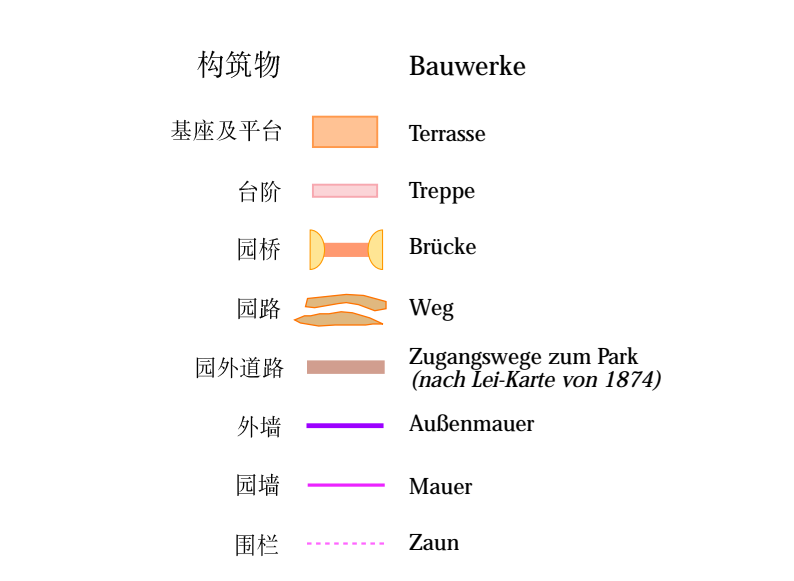 构筑物 Bauwerke
基座及平台 Terrasse
台阶 Treppe
园桥 Brücke
园路 Weg
园外道路 Zugangswege zum Park
(nach Lei-Karte von 1874)
外墙 Außenmauer
园墙 Mauer
围栏 Zaun